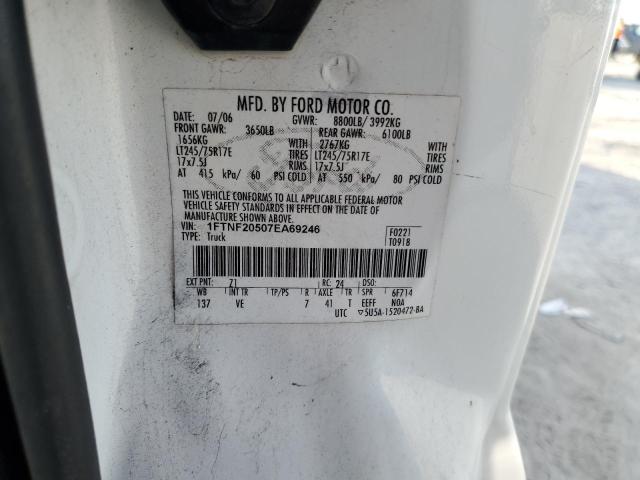 MFD. BY FORD MOTOR CO.
DATE: 07/06 GVWR: 8800LB/ 3992KG
FRONT GAWR: 3650LB REAR GAWR: 6100LB
1656KG WITH 2767KG WITH
LT245/75R17E TIRES LT245/75R17E TIRES
17x7.5J RIMS 17x7.5J RIMS
AT 415 kPa/ 60 PSI COLD AT 550 kPa/ 80 PSI COLD
THIS VEHICLE CONFORMS TO ALL APPLICABLE FEDERAL MOTOR
VEHICLE SAFETY STANDARDS IN EFFECT ON THE DATE OF
MANUFACTURE SHOWN ABOVE.
VIN: 1FTNF20507EA69246 F0221
TYPE: Truck T0918
EXT PNT: Z1 RC: 24 DSO:
WB INT TR TP/PS R AXLE TR SPR 6F714
137 VE 7 41 T EEFF NOA
UTC ▽5U5A-1520472-BA